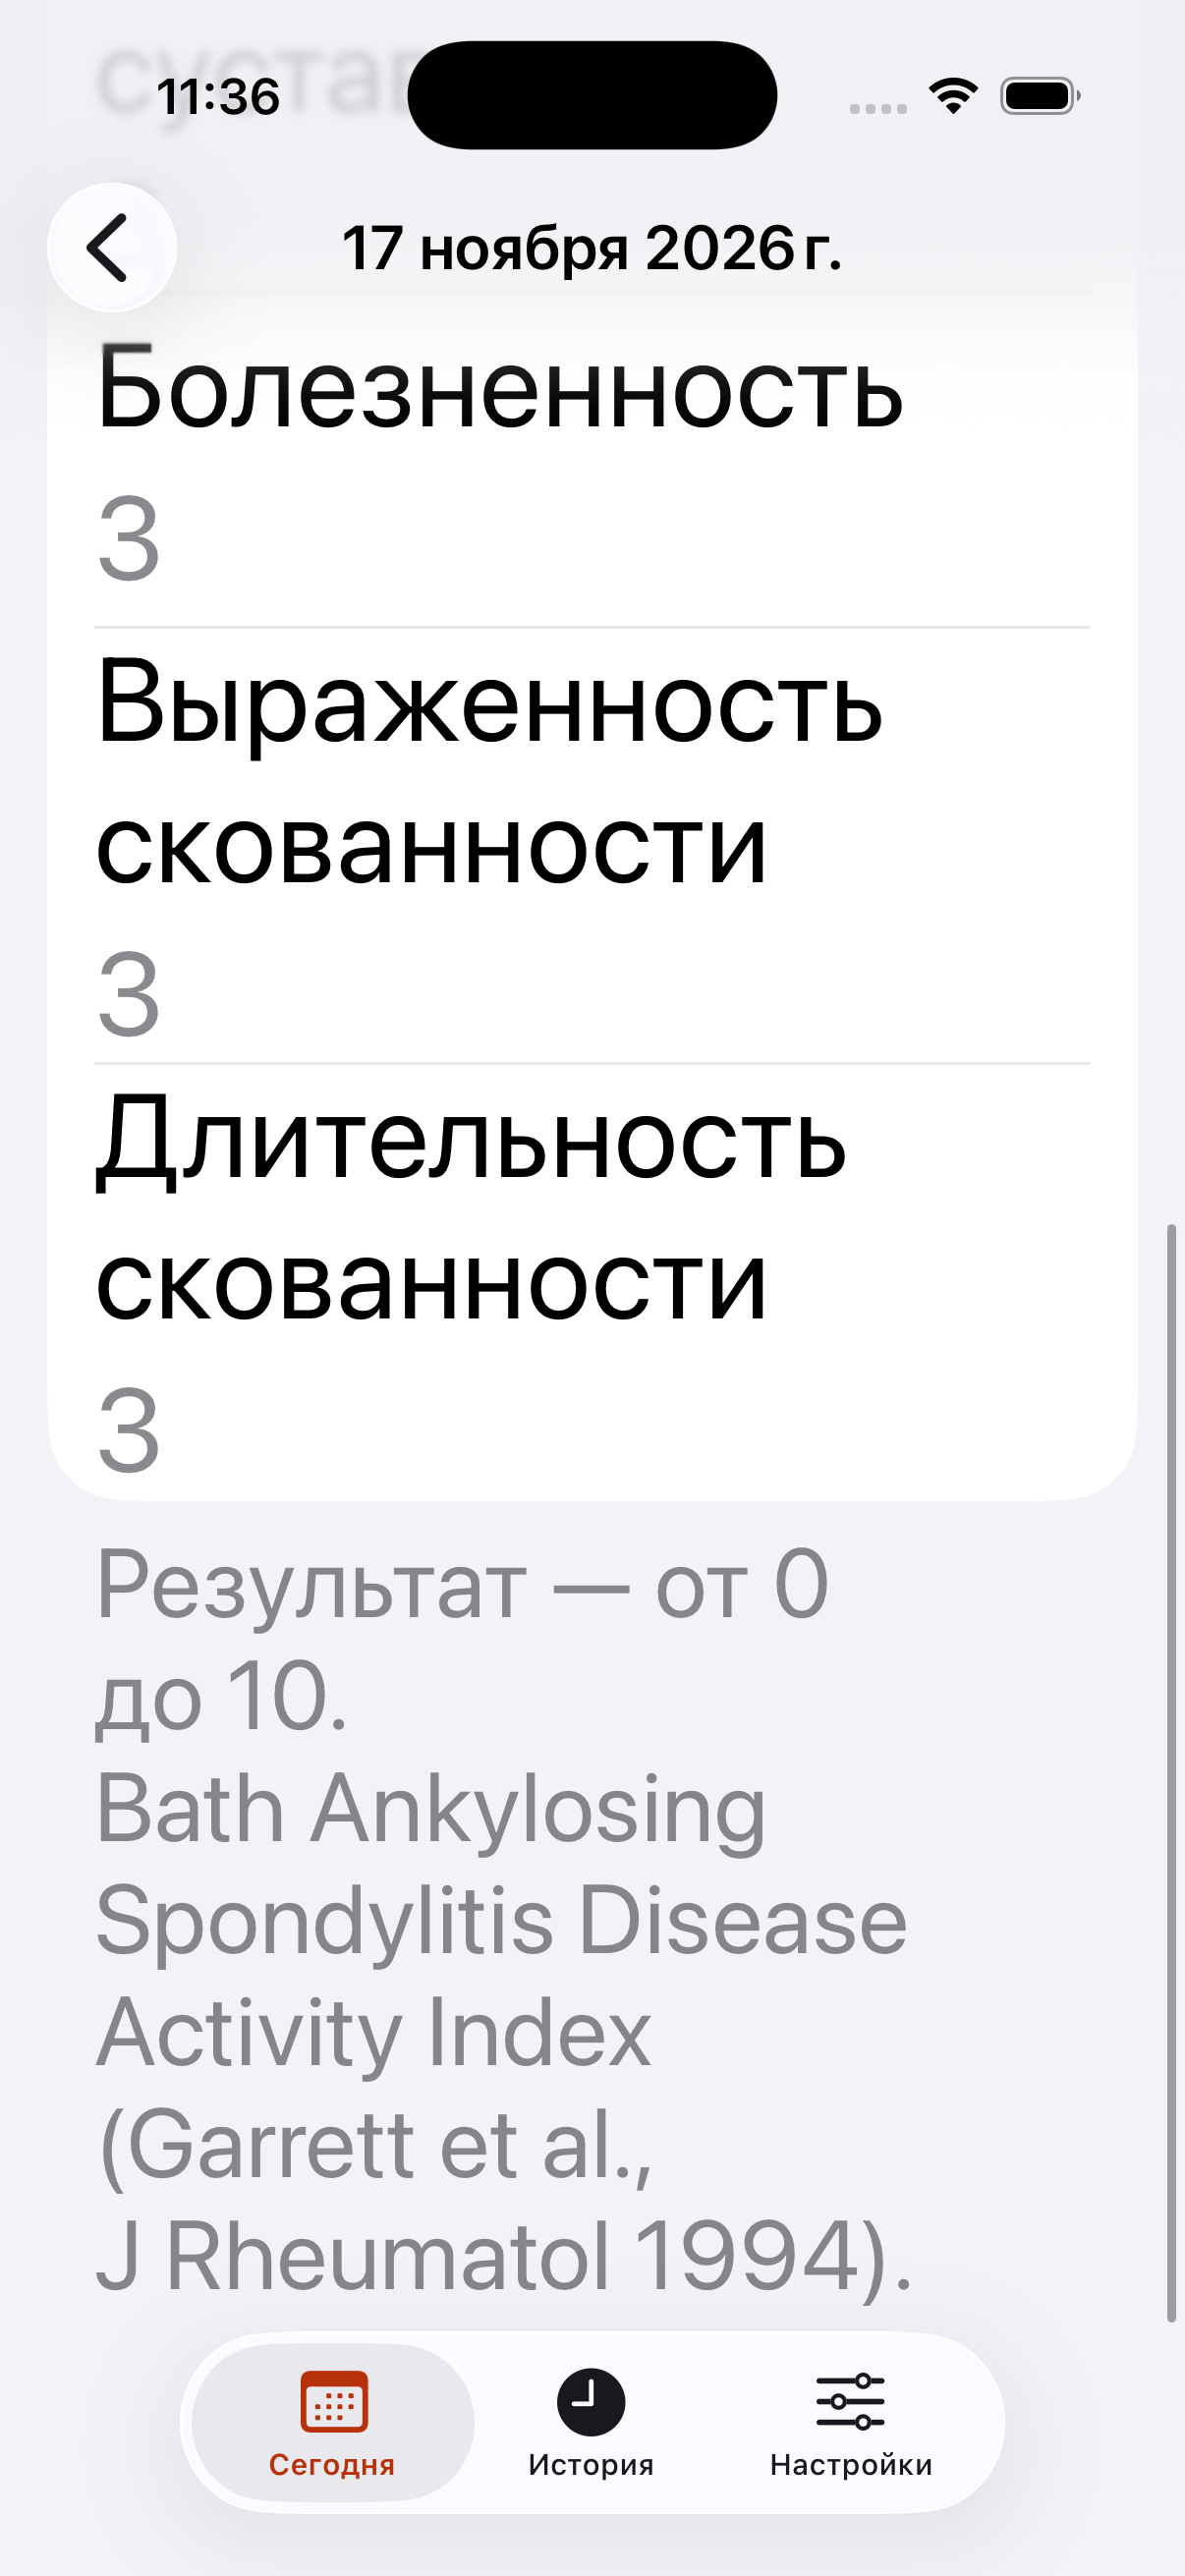 11:36
17 ноября 2026 г.
Болезненность
3
Выраженность
скованности
3
Длительность
скованности
3
Результат — от 0
до 10.
Bath Ankylosing
Spondylitis Disease
Activity Index
(Garrett et al.,
J Rheumatol 1994).
Сегодня
История
Настройки